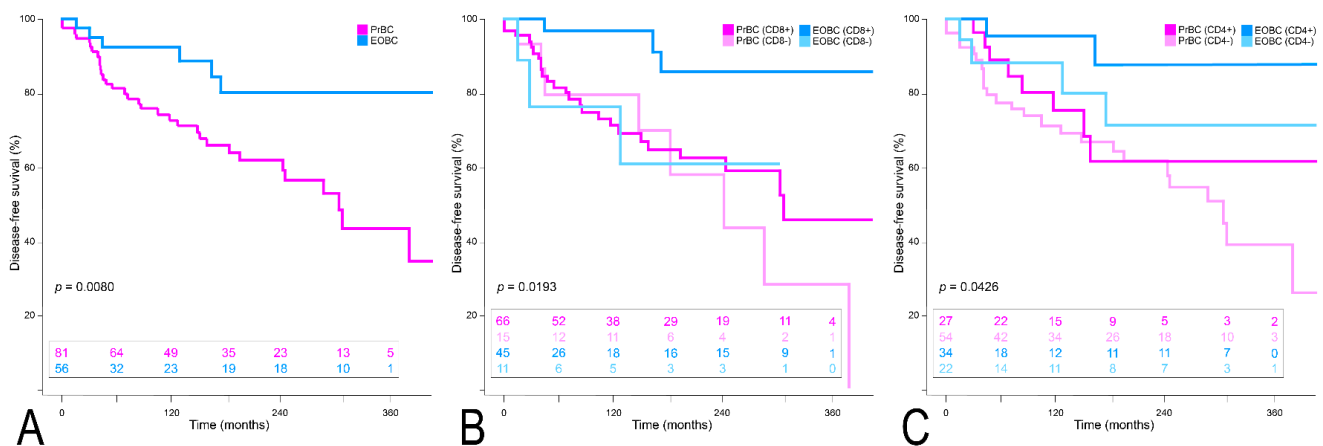 100
80
60
40
20
Disease-free suvival (%)
PrBC
EOBC
p = 0.0080
81 64 49 35 23 13 5
56 32 23 19 18 10 1
0 120 240 360
Time (months)
A
100
80
60
40
20
Disease-free survival (%)
PrBC (CD8+) EOBC (CD8+)
PrBC (CD8-) EOBC (CD8-)
p = 0.0193
66 52 38 29 19 11 4
15 12 11 6 4 2 1
45 26 18 16 15 9 1
11 6 5 3 3 1 0
0 120 240 360
Time (months)
B
100
80
60
40
20
Disease-free survival (%)
PrBC (CD4+) EOBC (CD4+)
PrBC (CD4-) EOBC (CD4-)
p = 0.0426
27 22 15 9 5 3 2
54 42 34 26 18 10 3
34 18 12 11 11 7 0
22 14 11 8 7 3 1
0 120 240 360
Time (months)
C